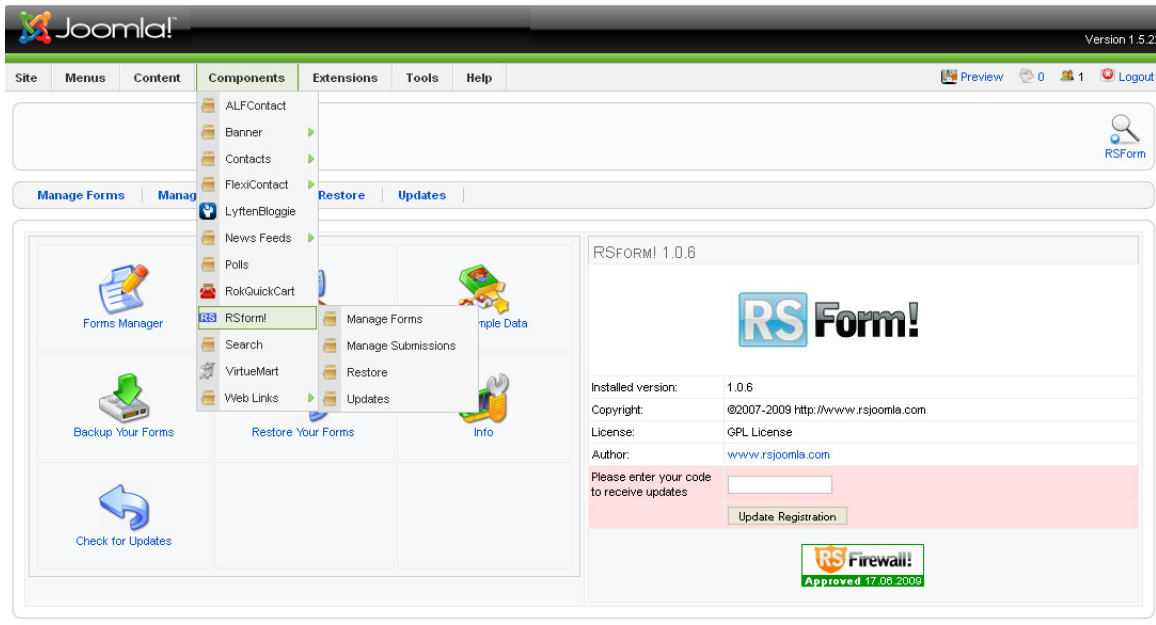 Joomla!
Version 1.5.2
Site Menus Content Components Extensions Tools Help Preview 0 1 Logout
ALFContact
Banner
Contacts
FlexiContact
LyftenBloggie
News Feeds
Polls
RokQuickCart
RS RSform!
Search
VirtueMart
Web Links
Manage Forms
Manage Submissions
Restore
Updates
RSForm
Manage Forms Manag Restore Updates
Forms Manager mple Data
Backup Your Forms Restore Your Forms Info
Check for Updates
RSFORM! 1.0.6
RS Form!
Installed version: 1.0.6
Copyright: ©2007-2009 http://www.rsjoomla.com
License: GPL License
Author: www.rsjoomla.com
Please enter your code
to receive updates
Update Registration
RS Firewall!
Approved 17.06.2009